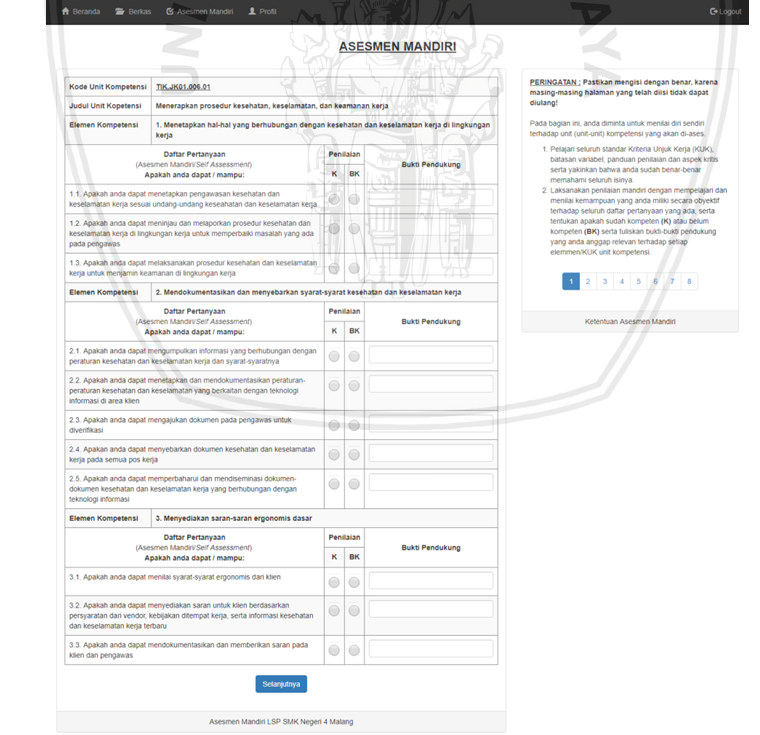 Beranda Berkas Asesmen Mandiri Profil Logout
ASESMEN MANDIRI
Kode Unit Kompetensi TIK.JK01.006.01
Judul Unit Kopetensi Menerapkan prosedur kesehatan, keselamatan, dan keamanan kerja
Elemen Kompetensi 1. Menetapkan hal-hal yang berhubungan dengan kesehatan dan keselamatan kerja di lingkungan
kerja
Daftar Pertanyaan
(Asesmen Mandiri/Self Assessment)
Apakah anda dapat / mampu:
Penilaian
K BK
Bukti Pendukung
1.1. Apakah anda dapat menetapkan pengawasan kesehatan dan
keselamatan kerja sesuai undang-undang keseahatan dan keselamatan kerja.
1.2. Apakah anda dapat meninjau dan melaporkan prosedur kesehatan dan
keselamatan kerja di lingkungan kerja untuk memperbaiki masalah yang ada
pada pengawas
1.3. Apakah anda dapat melaksanakan prosedur kesehatan dan keselamatan
kerja untuk menjamin keamanan di lingkungan kerja
Elemen Kompetensi 2. Mendokumentasikan dan menyebarkan syarat-syarat kesehatan dan keselamatan kerja
Daftar Pertanyaan
(Asesmen Mandiri/Self Assessment)
Apakah anda dapat / mampu:
Penilaian
K BK
Bukti Pendukung
2.1. Apakah anda dapat mengumpulkan informasi yang berhubungan dengan
peraturan kesehatan dan keselamatan kerja dan syarat-syaratnya
2.2. Apakah anda dapat menetapkan dan mendokumentasikan peraturan-
peraturan kesehatan dan keselamatan yang berkaitan dengan teknologi
informasi di area klien
2.3. Apakah anda dapat mengajukan dokumen pada pengawas untuk
diverifikasi
2.4. Apakan anda dapat menyebarkan dokumen kesehatan dan keselamatan
kerja pada semua pos kerja
2.5. Apakah anda dapat memperbaharui dan mendiseminasi dokumen-
dokumen kesehatan dan keselamatan kerja yang berhubungan dengan
teknologi informasi
Elemen Kompetensi 3. Menyediakan saran-saran ergonomis dasar
Daftar Pertanyaan
(Asesmen Mandiri/Self Assessment)
Apakah anda dapat / mampu:
Penilaian
K BK
Bukti Pendukung
3.1. Apakah anda dapat menilai syarat-syarat ergonomis dari klien
3.2. Apakah anda dapat menyediakan saran untuk klien berdasarkan
persyaratan dari vendor, kebijakan ditempat kerja, serta informasi kesehatan
dan keselamatan kerja terbaru
3.3. Apakah anda dapat mendokumentasikan dan memberikan saran pada
klien dan pengawas
Selanjutnya
Asesmen Mandiri LSP SMK Negeri 4 Malang
PERINGATAN : Pastikan mengisi dengan benar, karena
masing-masing halaman yang telah diisi tidak dapat
diulang!
Pada bagian ini, anda diminta untuk menilai diri sendiri
terhadap unit (unit-unit) kompetensi yang akan di-ases.
1. Pelajari seluruh standar Kriteria Unjuk Kerja (KUK),
batasan variabel, panduan penilaian dan aspek kritis
serta yakinkan bahwa anda sudah benar-benar
memahami seluruh isinya.
2. Laksanakan penilaian mandiri dengan mempelajari dan
menilai kemampuan yang anda miliki secara obyektif
terhadap seluruh daftar pertanyaan yang ada, serta
tentukan apakah sudah kompeten (K) atau belum
kompeten (BK) serta tuliskan bukti-bukti pendukung
yang anda anggap relevan terhadap setiap
elemmen/KUK unit kompetensi.
1 2 3 4 5 6 7 8
Ketentuan Asesmen Mandiri